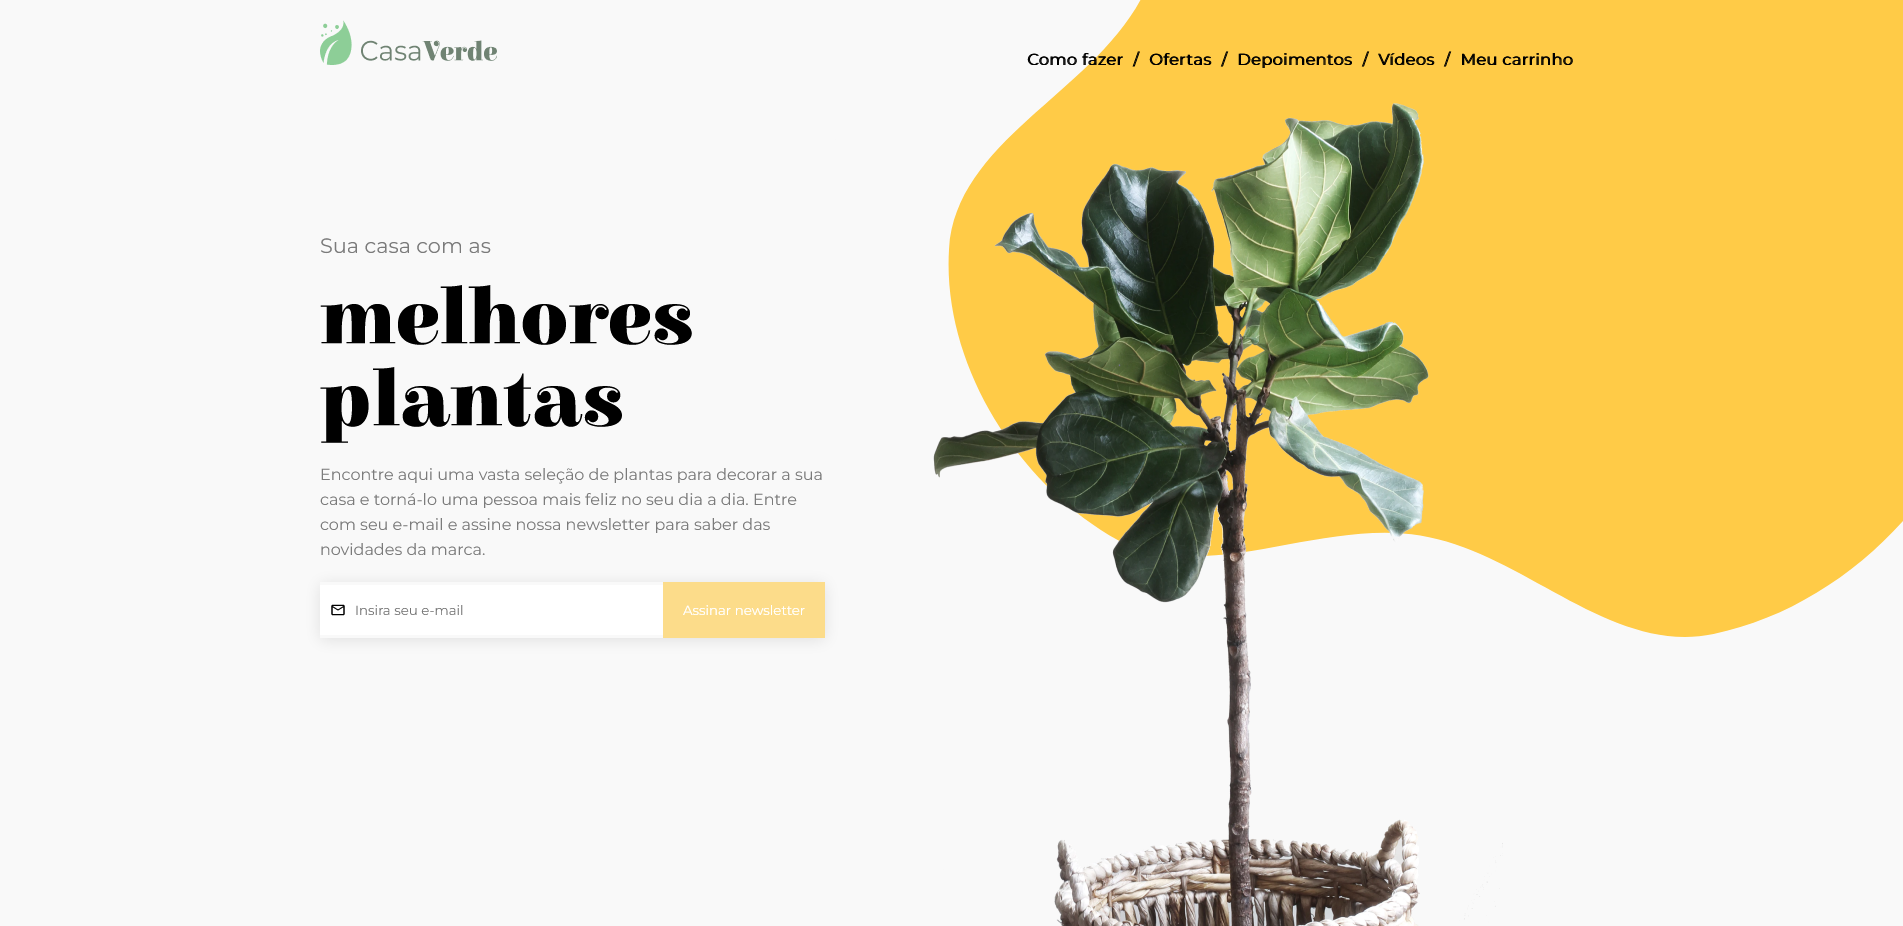 CasaVerde
Como fazer / Ofertas / Depoimentos / Vídeos / Meu carrinho
Sua casa com as
melhores
plantas
Encontre aqui uma vasta seleção de plantas para decorar a sua
casa e torná-lo uma pessoa mais feliz no seu dia a dia. Entre
com seu e-mail e assine nossa newsletter para saber das
novidades da marca.
Insira seu e-mail
Assinar newsletter